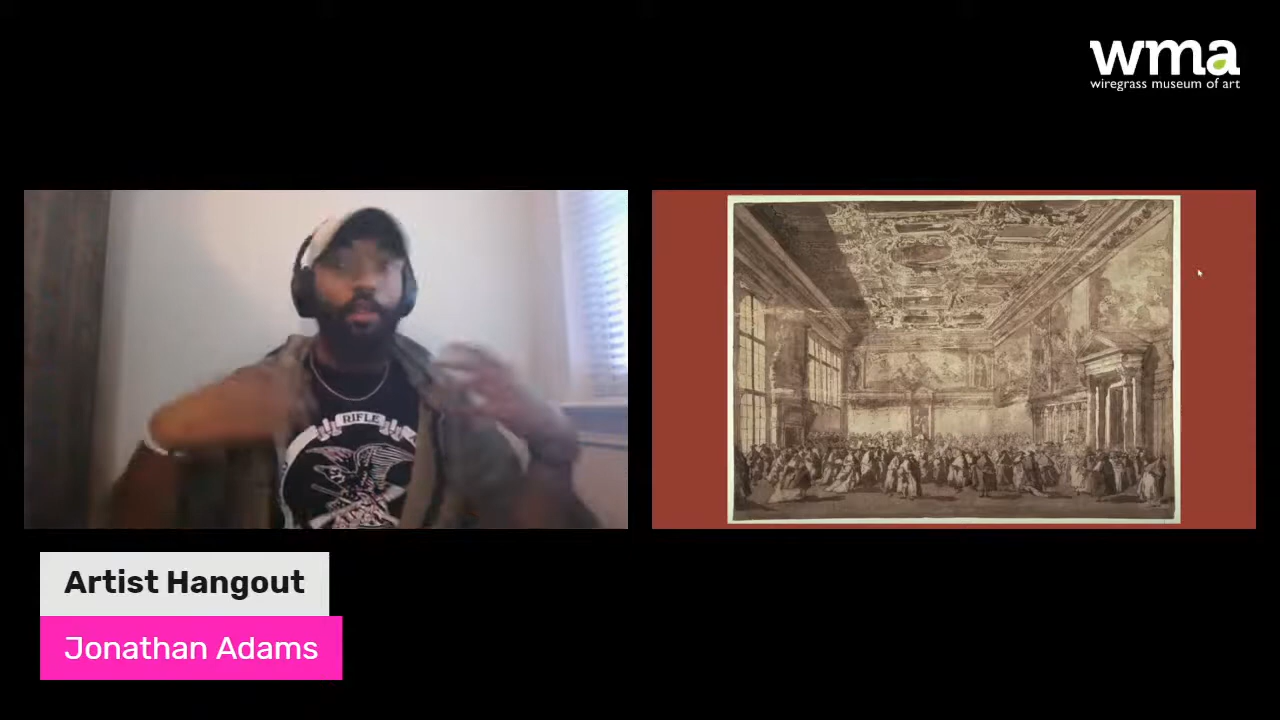 wma
wiregrass museum of art
RIFLE
Artist Hangout
Jonathan Adams